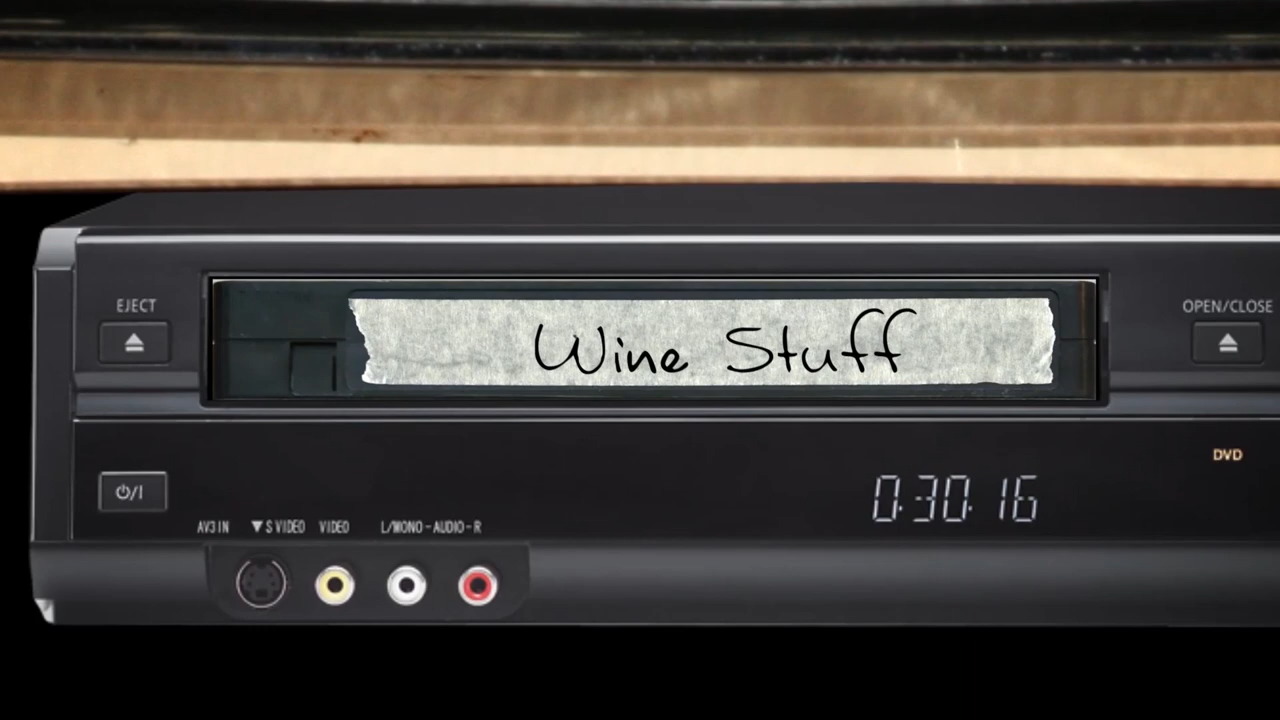 EJECT
OPEN/CLOSE
Wine Stuff
DVD
0:30 16
AV3 IN ▼ S VIDEO VIDEO L/MONO - AUDIO - R